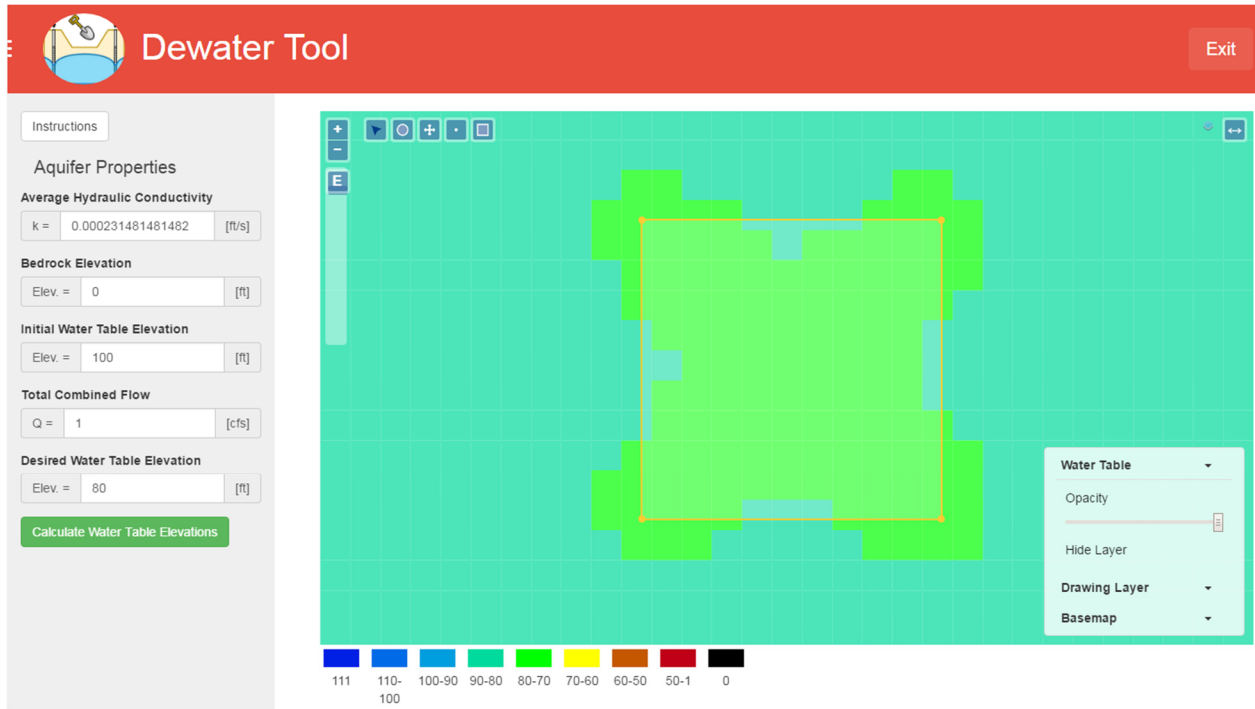 Dewater Tool
Exit
Instructions
Aquifer Properties
Average Hydraulic Conductivity
k = 0.000231481481482 [ft/s]
Bedrock Elevation
Elev. = 0 [ft]
Initial Water Table Elevation
Elev. = 100 [ft]
Total Combined Flow
Q = 1 [cfs]
Desired Water Table Elevation
Elev. = 80 [ft]
Calculate Water Table Elevations
+
−
E
Water Table
Opacity
Hide Layer
Drawing Layer
Basemap
111 110-100 100-90 90-80 80-70 70-60 60-50 50-1 0